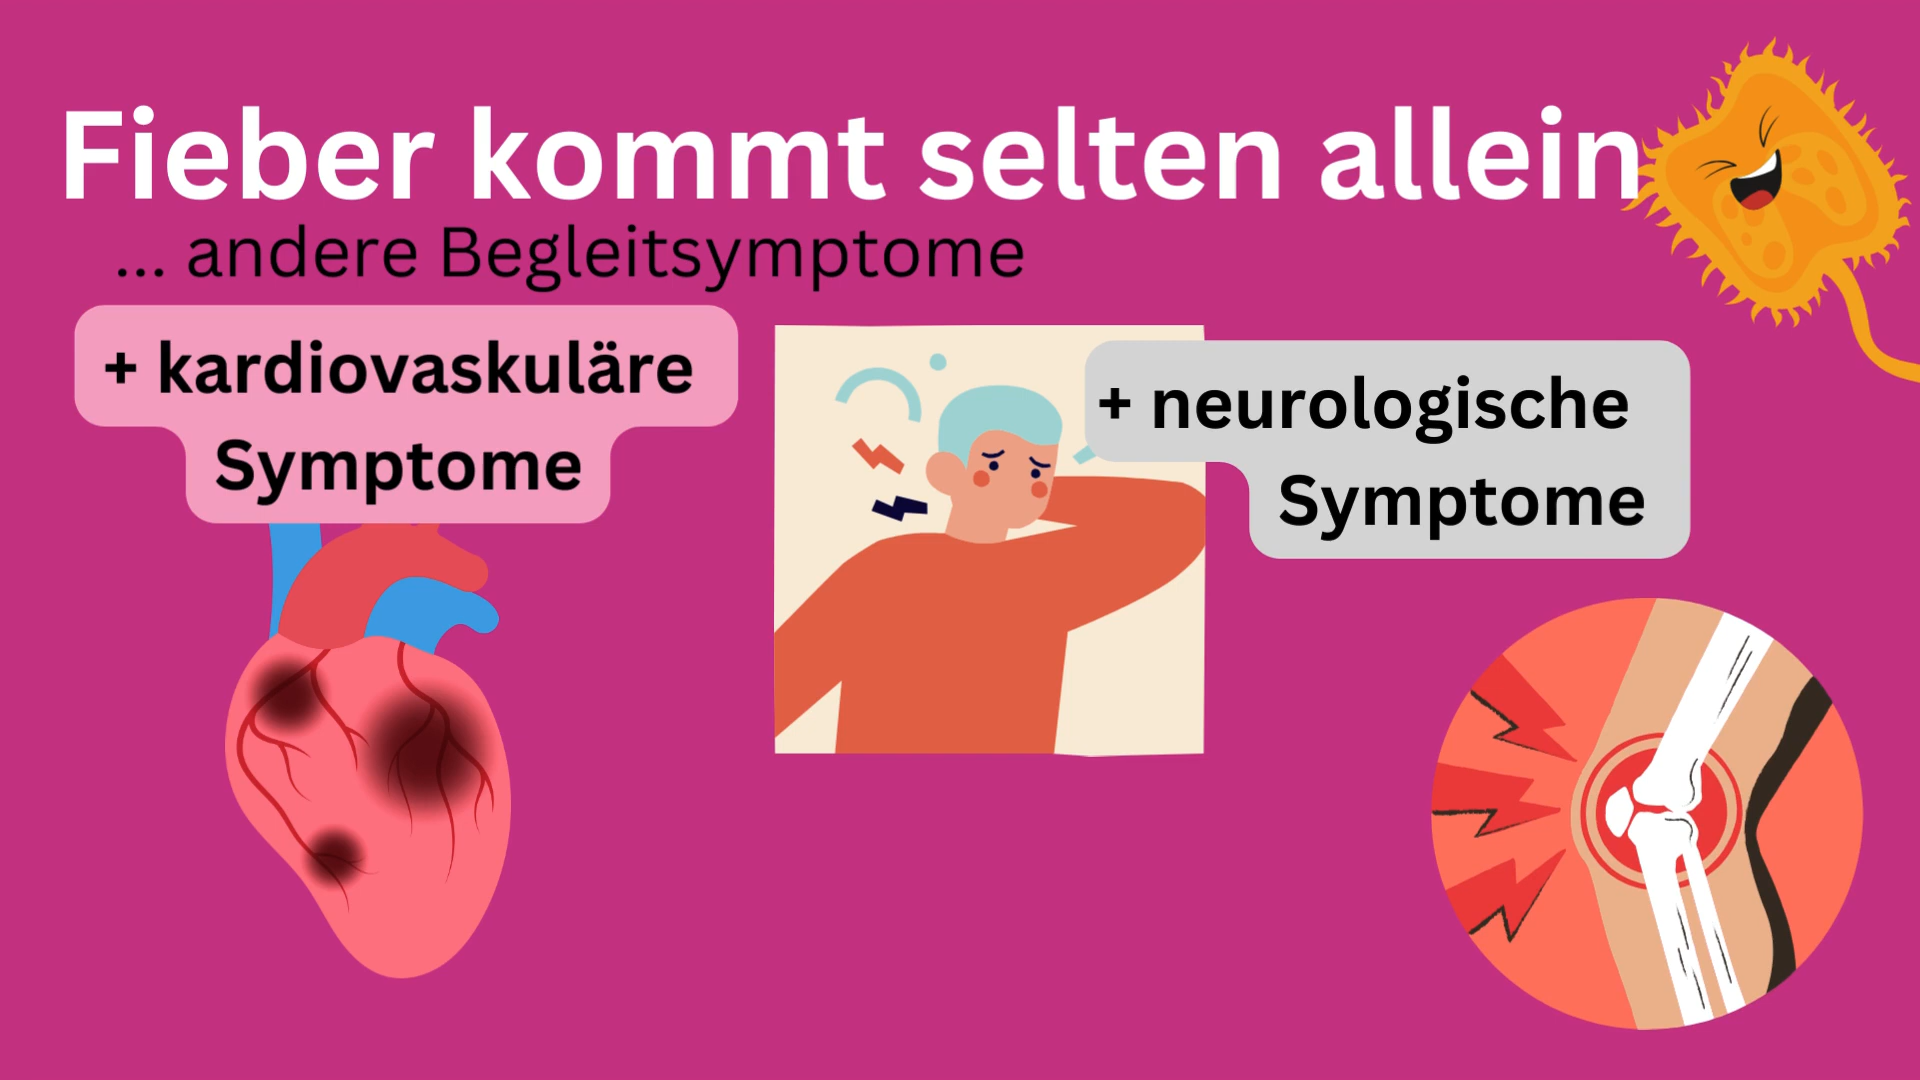 Fieber kommt selten allein
... andere Begleitsymptome
+ kardiovaskuläre
Symptome
+ neurologische
Symptome